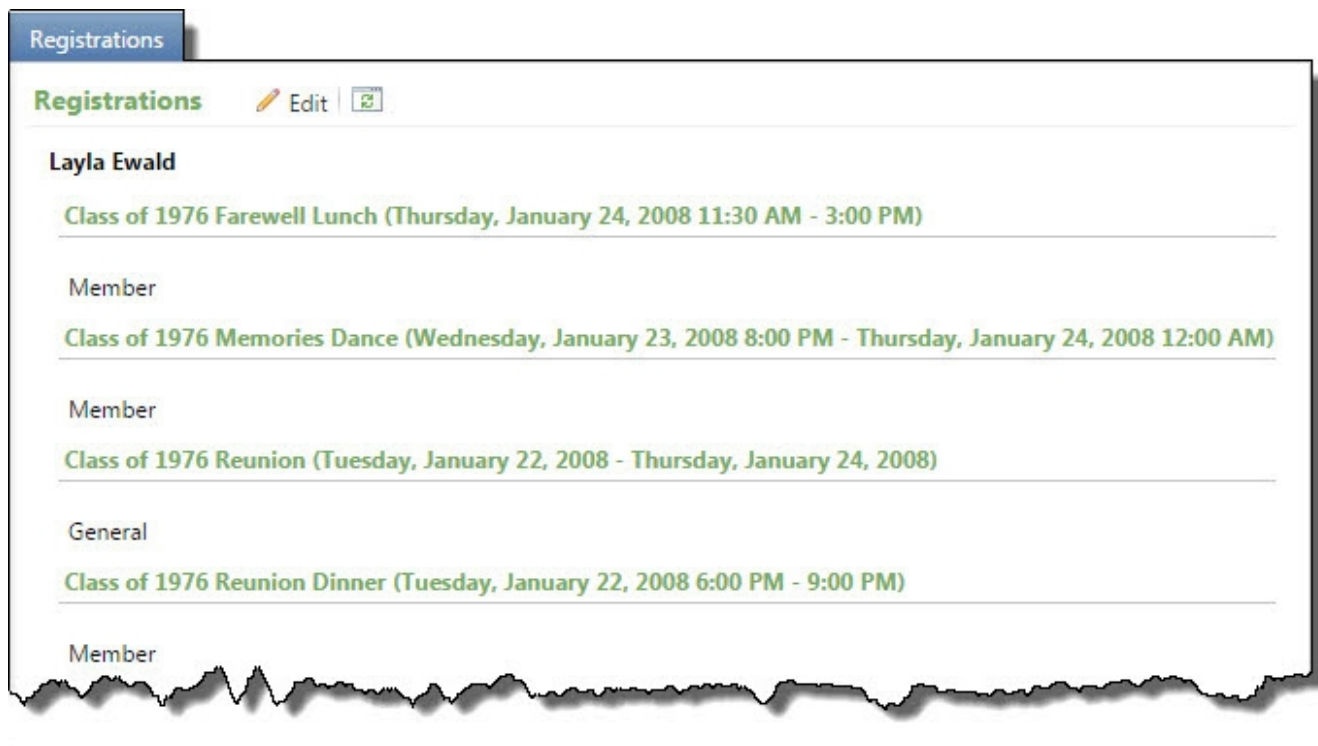 Registrations
Registrations Edit
Layla Ewald
Class of 1976 Farewell Lunch (Thursday, January 24, 2008 11:30 AM - 3:00 PM)
Member
Class of 1976 Memories Dance (Wednesday, January 23, 2008 8:00 PM - Thursday, January 24, 2008 12:00 AM)
Member
Class of 1976 Reunion (Tuesday, January 22, 2008 - Thursday, January 24, 2008)
General
Class of 1976 Reunion Dinner (Tuesday, January 22, 2008 6:00 PM - 9:00 PM)
Member